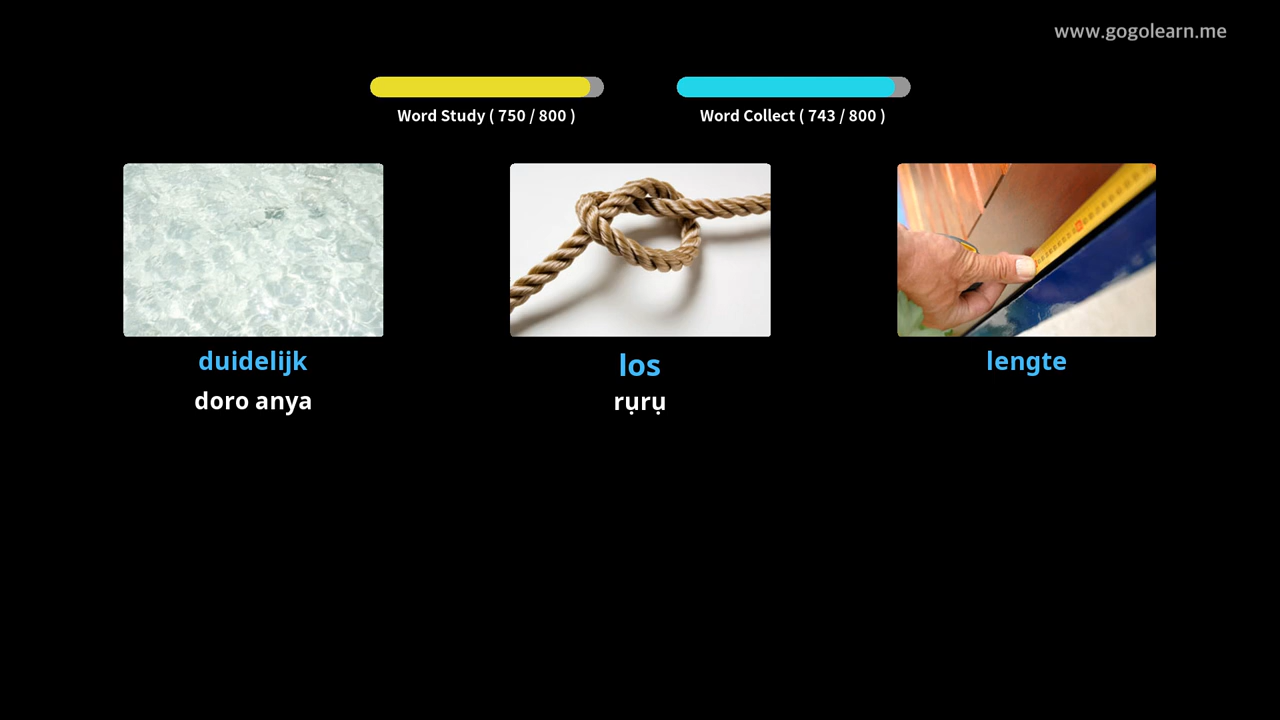 www.gogolearn.me
Word Study ( 750 / 800 )
Word Collect ( 743 / 800 )
duidelijk
doro anya
los
rụrụ
lengte